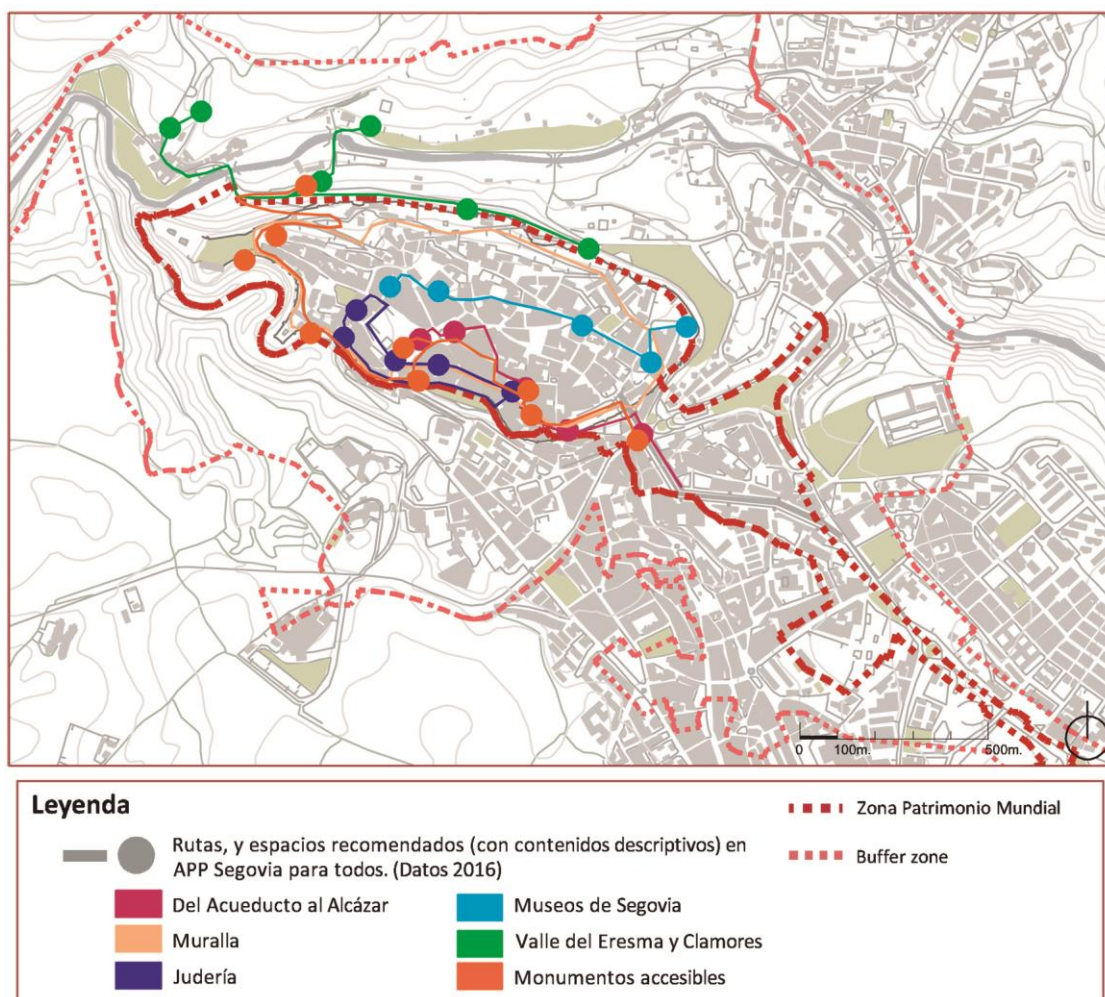 0 100m. 500m.
Leyenda
Rutas, y espacios recomendados (con contenidos descriptivos) en
APP Segovia para todos. (Datos 2016)
Del Acueducto al Alcázar
Muralla
Judería
Museos de Segovia
Valle del Eresma y Clamores
Monumentos accesibles
Zona Patrimonio Mundial
Buffer zone